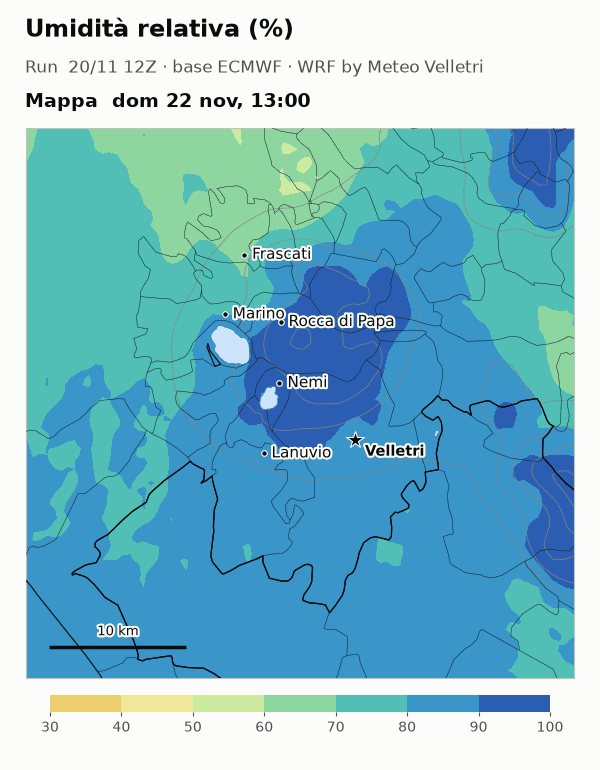 Umidità relativa (%)
Run  20/11 12Z · base ECMWF · WRF by Meteo Velletri
Mappa  dom 22 nov, 13:00
Frascati
Marino
Rocca di Papa
Nemi
Velletri
Lanuvio
10 km
30 40 50 60 70 80 90 100